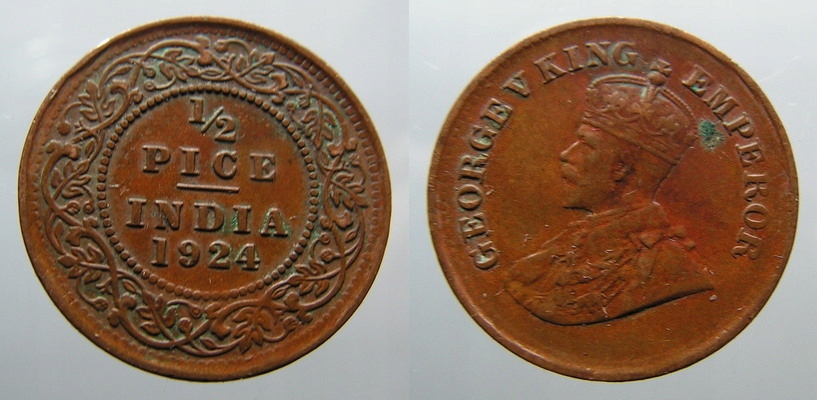 1/2
PICE
INDIA
1924
GEORGE V KING EMPEROR